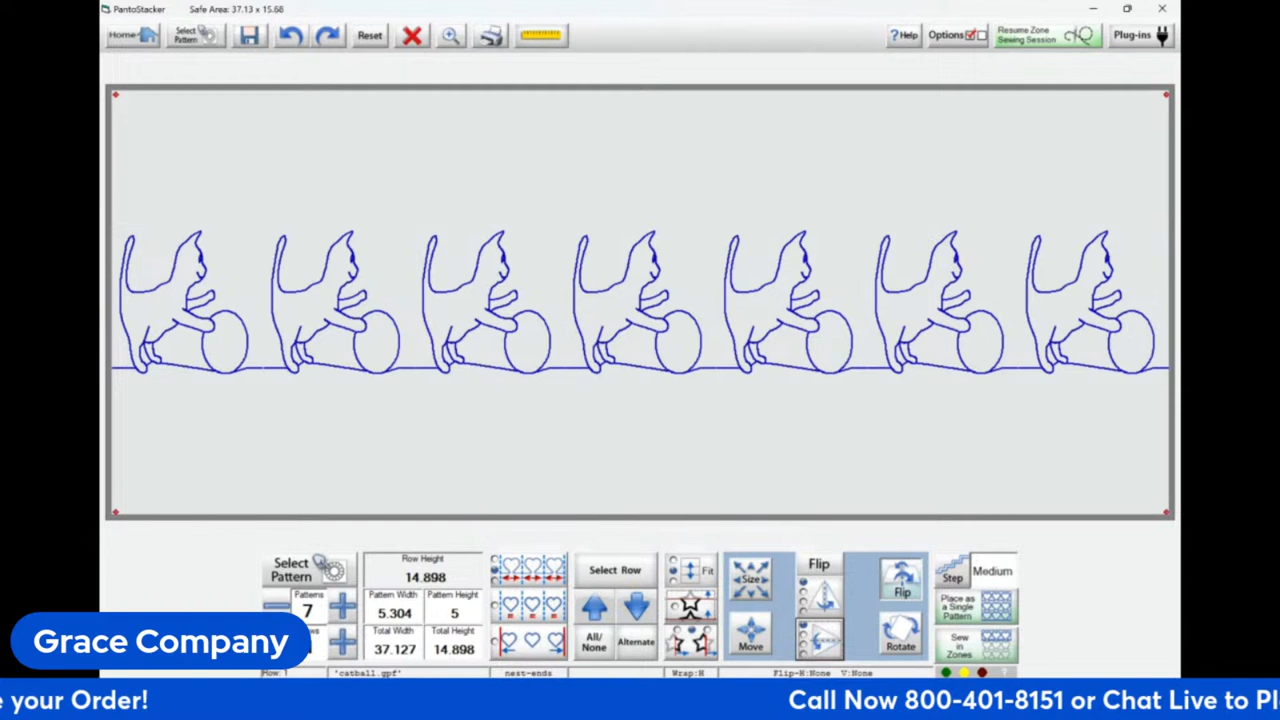 PantoStacker Safe Area: 37.13 x 15.68
Home
Select
Pattern
Reset
?Help
Options
Resume Zone
Sewing Session
Plug-ins
Select
Pattern
Patterns
7
Row Height
14.898
Pattern Width
5.304
Pattern Height
5
Total Width
37.127
Total Height
14.898
Select Row
All/
None
Alternate
Fit
Size
Move
Flip
Flip
Rotate
Step
Medium
Place as
a Single
Pattern
Sew
in
Zones
Row:
'catball.gpf'
nest-ends
Wrap:H
Flip-H:None V:None
Grace Company
e your Order!
Call Now 800-401-8151 or Chat Live to Pl